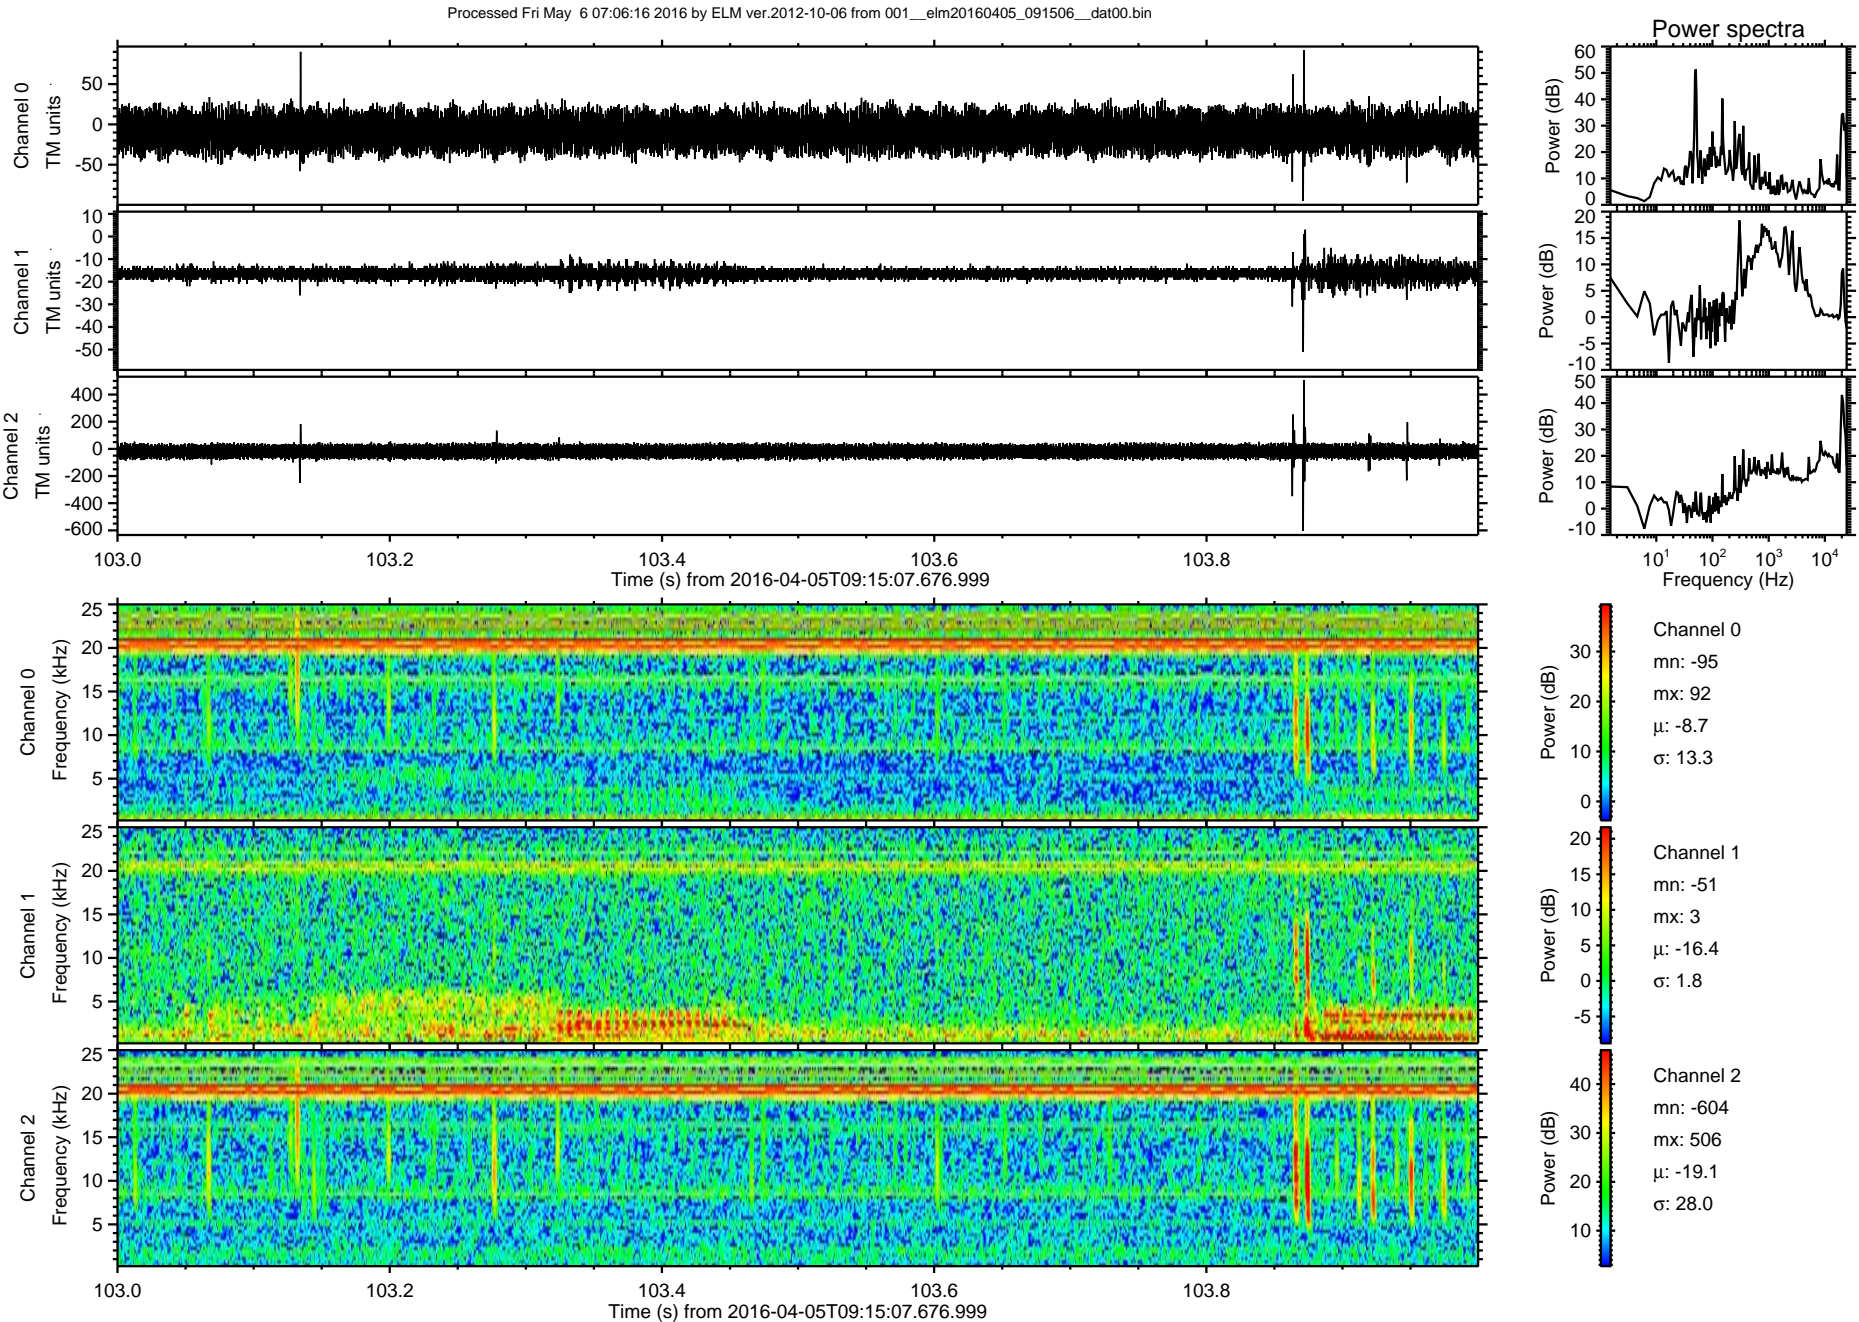 Processed Fri May  6 07:06:16 2016 by ELM ver.2012-10-06 from 001__elm20160405_091506__dat00.bin
Power spectra
Channel 0
TM units
50
0
-50
Power (dB)
60
50
40
30
20
10
0
Channel 1
TM units
10
0
-10
-20
-30
-40
-50
Power (dB)
20
15
10
5
0
-5
-10
Channel 2
TM units
400
200
0
-200
-400
-600
Power (dB)
50
40
30
20
10
0
-10
103.0 103.2 103.4 103.6 103.8
Time (s) from 2016-04-05T09:15:07.676.999
10^1 10^2 10^3 10^4
Frequency (Hz)
Channel 0
Frequency (kHz)
25
20
15
10
5
Power (dB)
30
20
10
0
Channel 0
mn: -95
mx: 92
μ: -8.7
σ: 13.3
Channel 1
Frequency (kHz)
25
20
15
10
5
Power (dB)
20
15
10
5
0
-5
Channel 1
mn: -51
mx: 3
μ: -16.4
σ: 1.8
Channel 2
Frequency (kHz)
25
20
15
10
5
Power (dB)
40
30
20
10
Channel 2
mn: -604
mx: 506
μ: -19.1
σ: 28.0
103.0 103.2 103.4 103.6 103.8
Time (s) from 2016-04-05T09:15:07.676.999